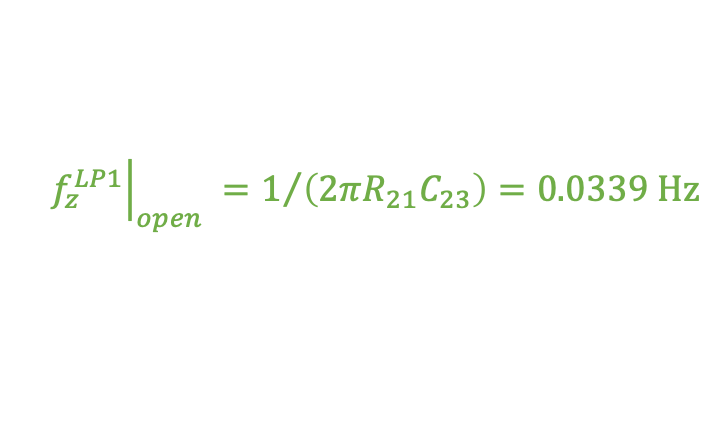 f_z^{LP1}|_{open} = 1/(2πR_{21}C_{23}) = 0.0339 Hz